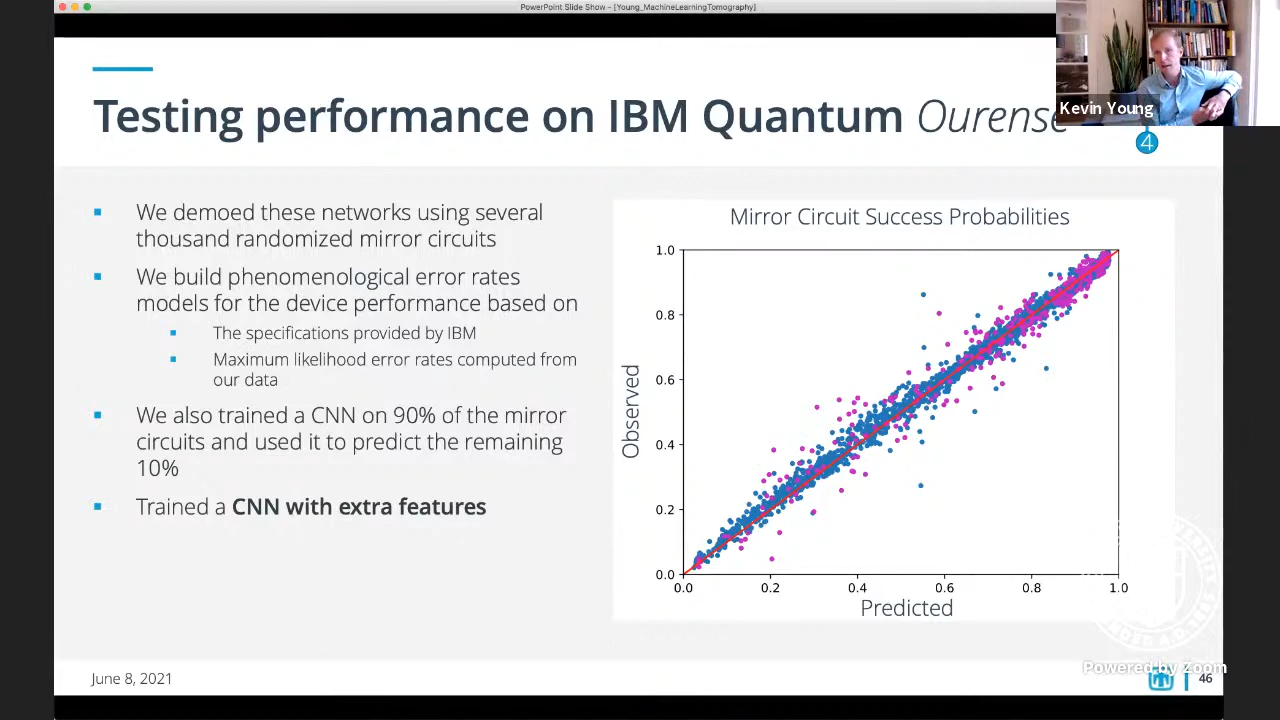 PowerPoint Slide Show - [Young_MachineLearningTomography]
Testing performance on IBM Quantum Ourense
Kevin Young
4
We demoed these networks using several
thousand randomized mirror circuits
We build phenomenological error rates
models for the device performance based on
The specifications provided by IBM
Maximum likelihood error rates computed from
our data
We also trained a CNN on 90% of the mirror
circuits and used it to predict the remaining
10%
Trained a CNN with extra features
Mirror Circuit Success Probabilities
Observed
1.0
0.8
0.6
0.4
0.2
0.0
0.0 0.2 0.4 0.6 0.8 1.0
Predicted
June 8, 2021
Powered by Zoom
46